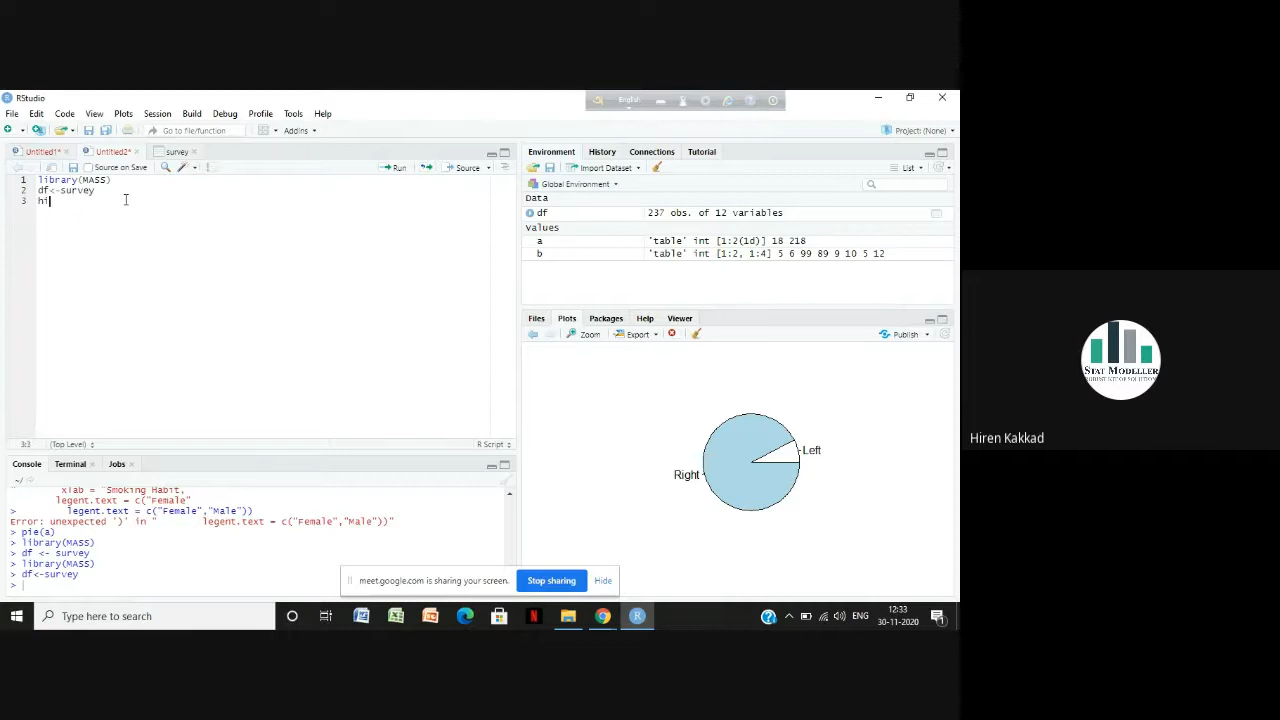 RStudio
English
File Edit Code View Plots Session Build Debug Profile Tools Help
Go to file/function
Addins
Project: (None)
Untitled1*
Untitled2*
survey
Source on Save
Run
Source
1 library(MASS)
2 df<-survey
3 hi
3:3
(Top Level)
R Script
Console Terminal Jobs
~/
xlab = "Smoking Habit,
legent.text = c("Female"
> legent.text = c("Female","Male"))
Error: unexpected ')' in " legent.text = c("Female","Male"))"
> pie(a)
> library(MASS)
> df <- survey
> library(MASS)
> df<-survey
>
Environment History Connections Tutorial
Import Dataset
List
Global Environment
Data
df 237 obs. of 12 variables
Values
a 'table' int [1:2(1d)] 18 218
b 'table' int [1:2, 1:4] 5 6 99 89 9 10 5 12
Files Plots Packages Help Viewer
Zoom
Export
Publish
Left
Right
meet.google.com is sharing your screen.
Stop sharing
Hide
Type here to search
ENG
12:33
30-11-2020
STAT MODELLER
Hiren Kakkad